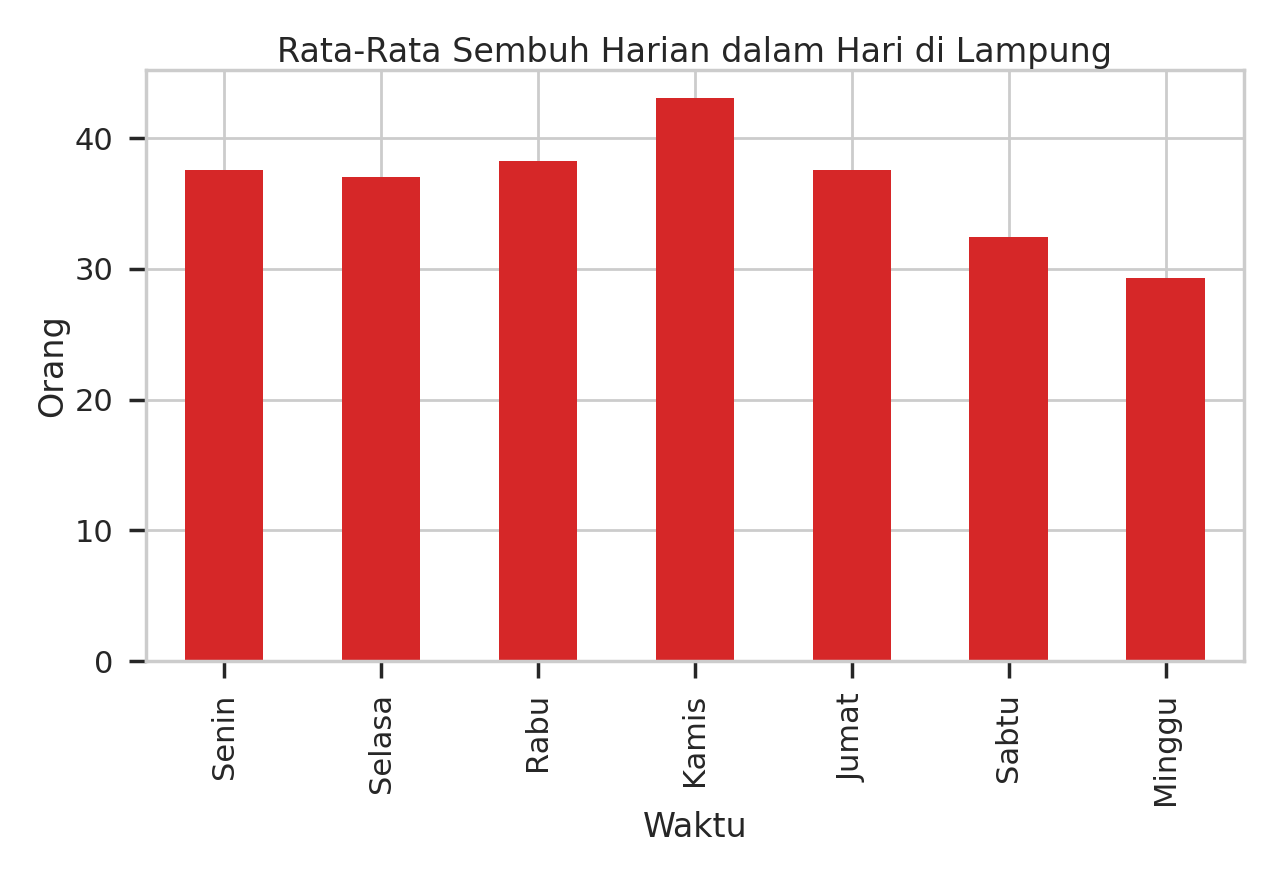 Rata-Rata Sembuh Harian dalam Hari di Lampung
Orang
40
30
20
10
0
Senin
Selasa
Rabu
Kamis
Jumat
Sabtu
Minggu
Waktu